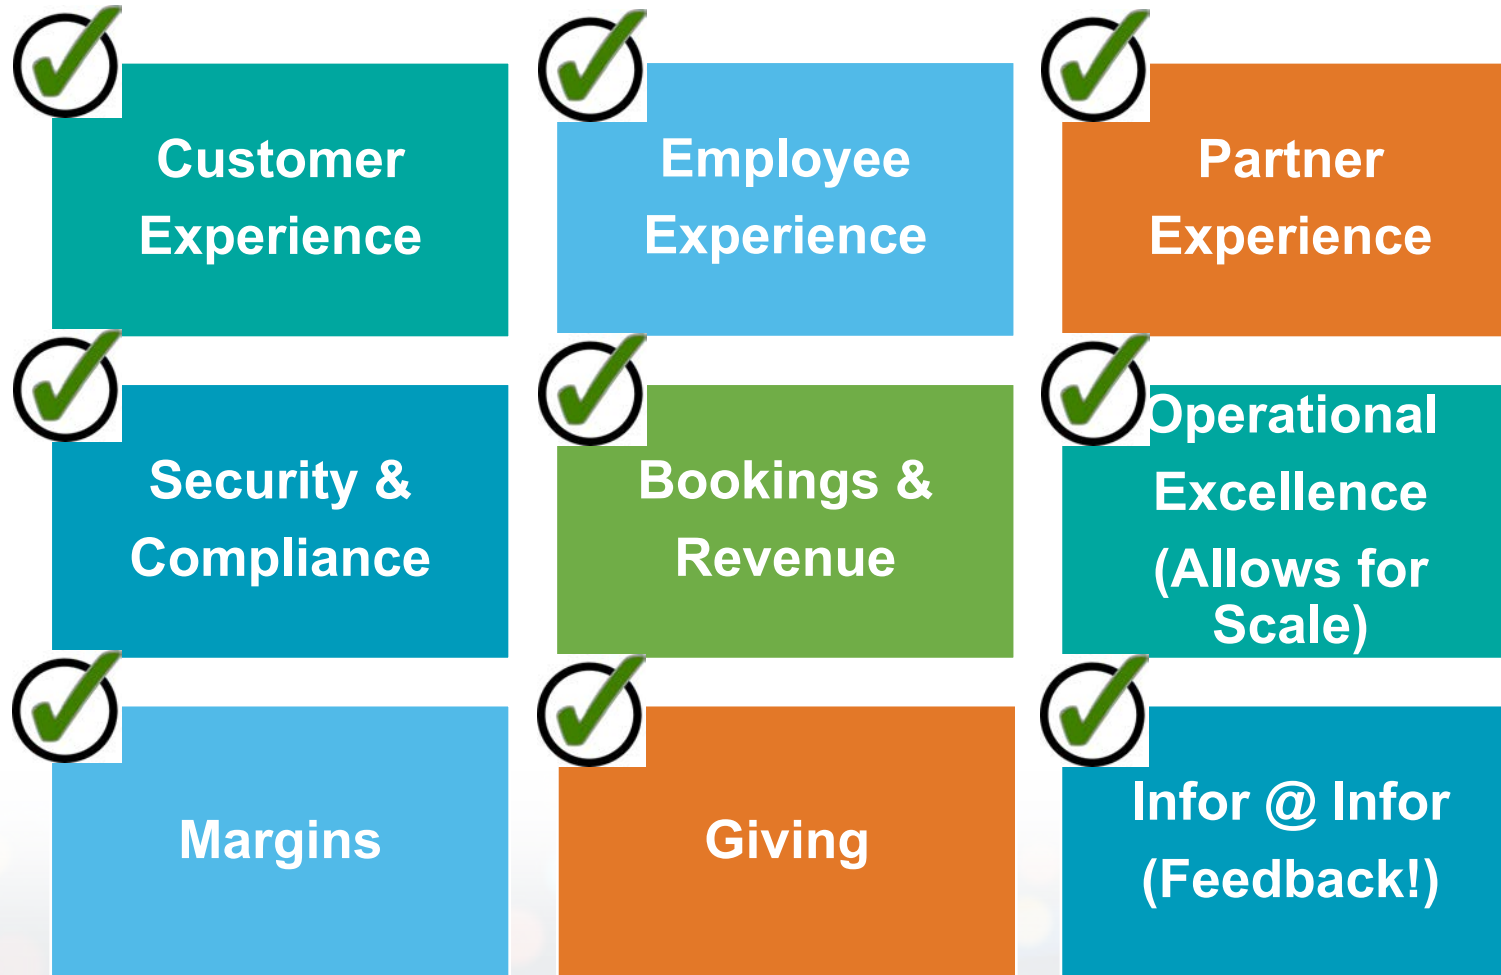 Customer
Experience
Employee
Experience
Partner
Experience
Security &
Compliance
Bookings &
Revenue
Operational
Excellence
(Allows for
Scale)
Margins
Giving
Infor @ Infor
(Feedback!)